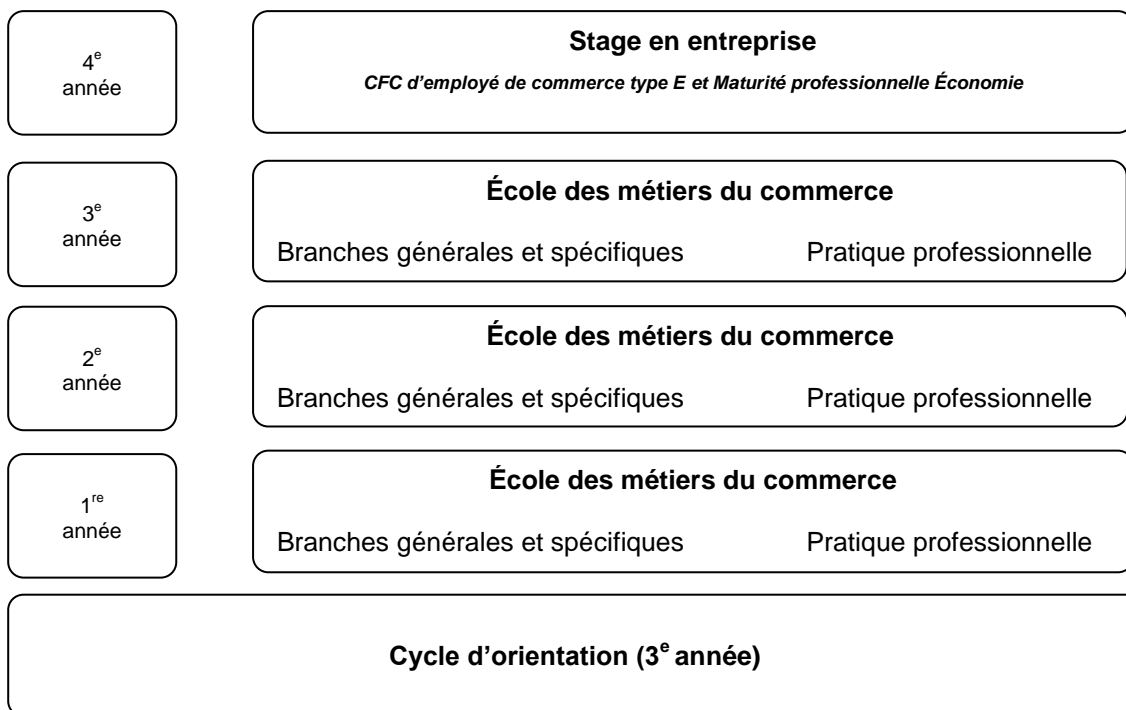 4e
année
Stage en entreprise
CFC d’employé de commerce type E et Maturité professionnelle Économie
3e
année
École des métiers du commerce
Branches générales et spécifiques Pratique professionnelle
2e
année
École des métiers du commerce
Branches générales et spécifiques Pratique professionnelle
1re
année
École des métiers du commerce
Branches générales et spécifiques Pratique professionnelle
Cycle d’orientation (3e année)